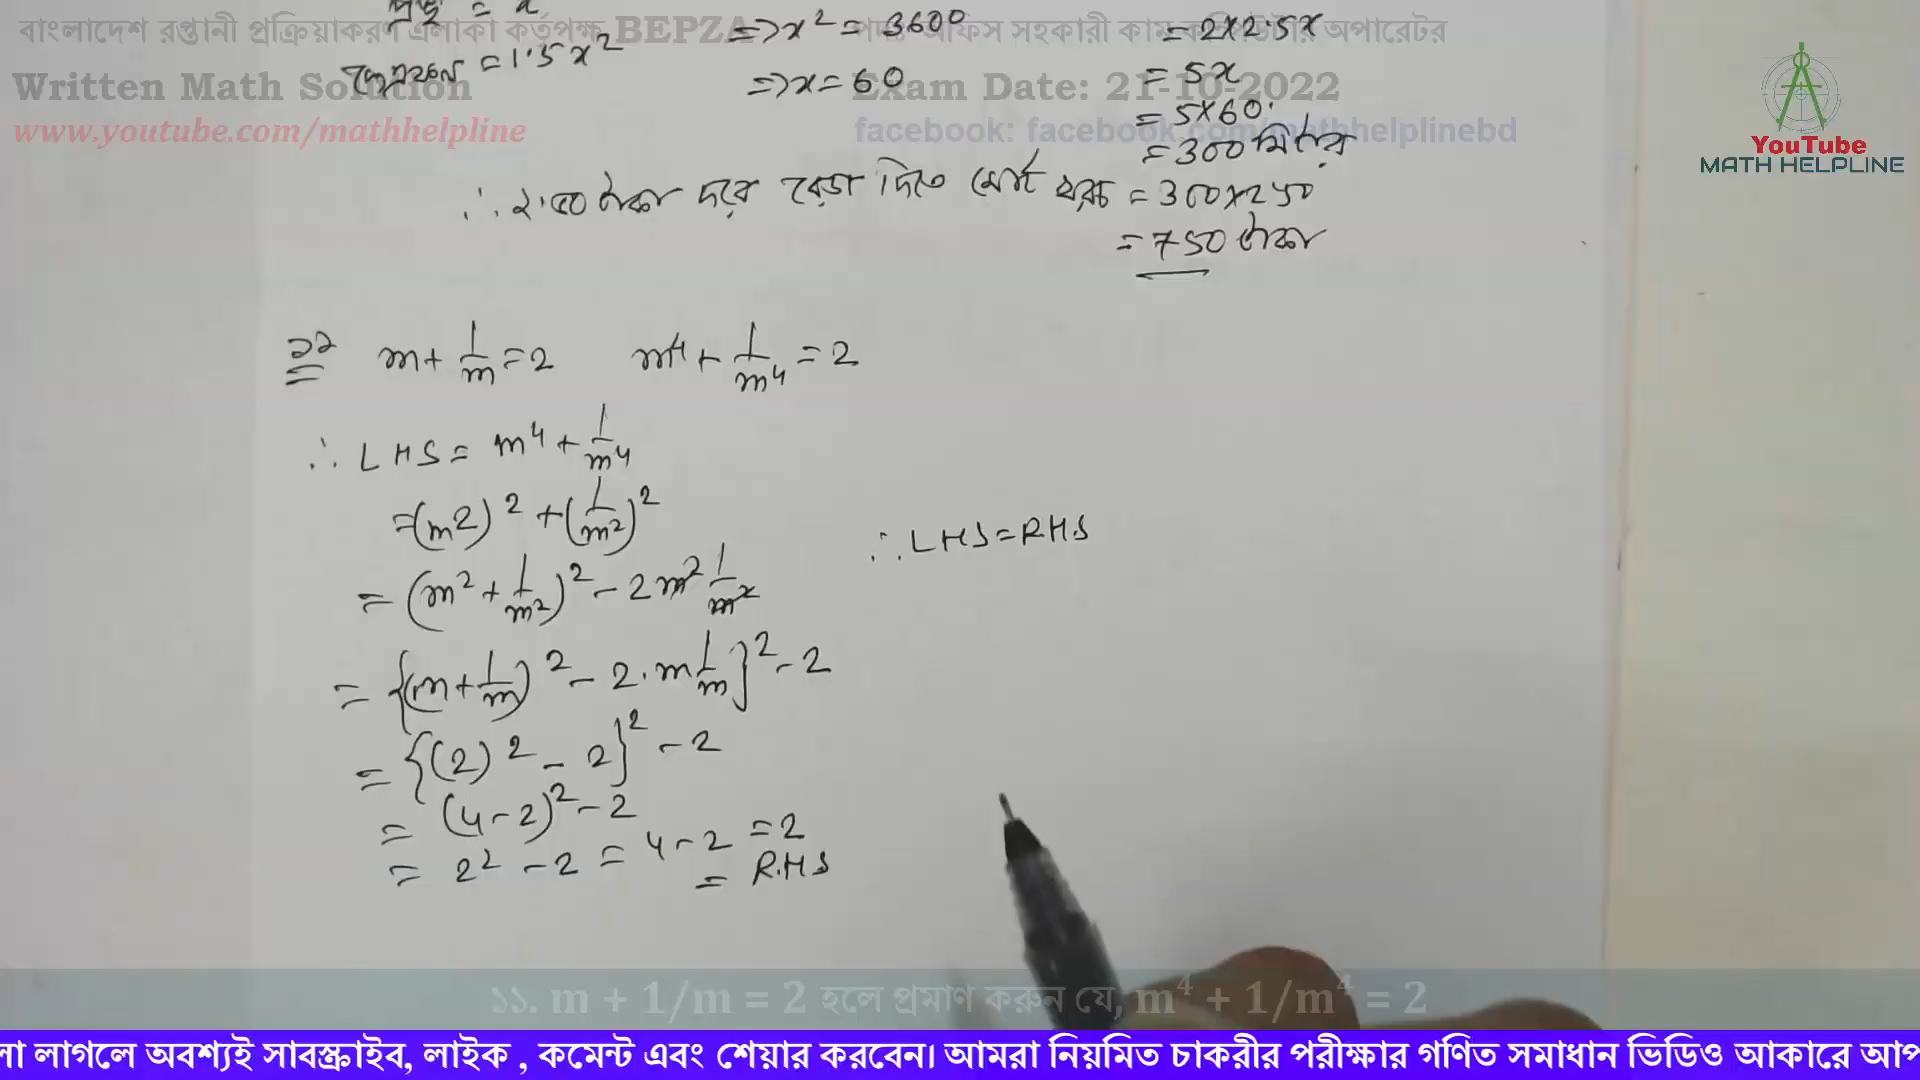 বাংলাদেশ রপ্তানী প্রক্রিয়াকরণ এলাকা কর্তৃপক্ষ BEPZA
Written Math Solution
Exam Date: 21-10-2022
www.youtube.com/mathhelpline
facebook: facebook.com/mathhelplinebd
YouTube
MATH HELPLINE
= x
= 1.5x²
=> x² = 3600
=> x = 60
= 2×2.5x
= 5x
= 5×60
= 300 মিটার
∴ ২.৫০ টাকা দরে বেড়া দিতে মোট খরচ = 300×2.50
= 750 টাকা
১১ m + 1/m = 2 m⁴ + 1/m⁴ = 2
∴ LHS = m⁴ + 1/m⁴
= (m2)² + (1/m²)²
= (m² + 1/m²)² - 2m² 1/m²
= {(m + 1/m)² - 2.m 1/m}² - 2
= {(2)² - 2}² - 2
= (4-2)² - 2
= 2² - 2 = 4-2 = 2
= R.H.S
∴ LHS = RHS
১১. m + 1/m = 2 হলে প্রমাণ করুন যে, m⁴ + 1/m⁴ = 2
লাগলে অবশ্যই সাবস্ক্রাইব, লাইক , কমেন্ট এবং শেয়ার করবেন। আমরা নিয়মিত চাকরীর পরীক্ষার গণিত সমাধান ভিডিও আকারে